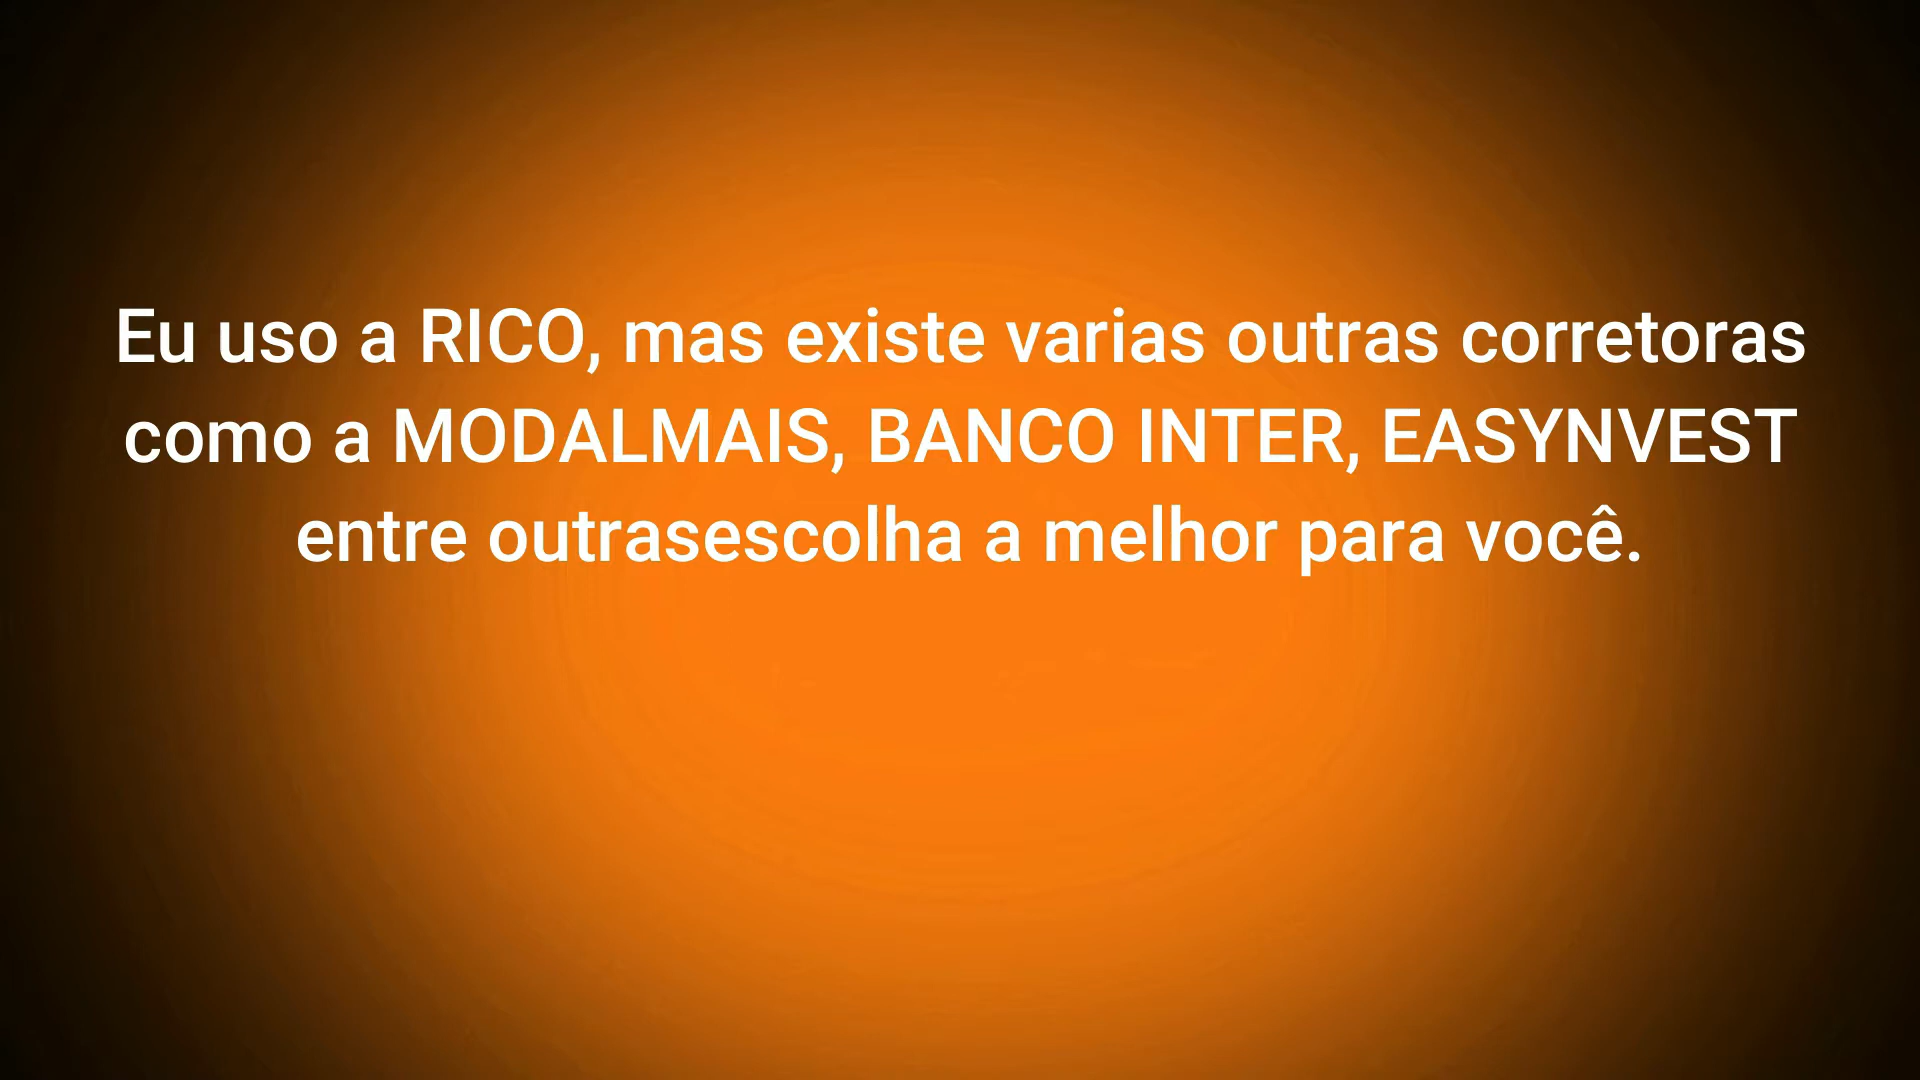 Eu uso a RICO, mas existe varias outras corretoras
como a MODALMAIS, BANCO INTER, EASYNVEST
entre outrasescolha a melhor para você.